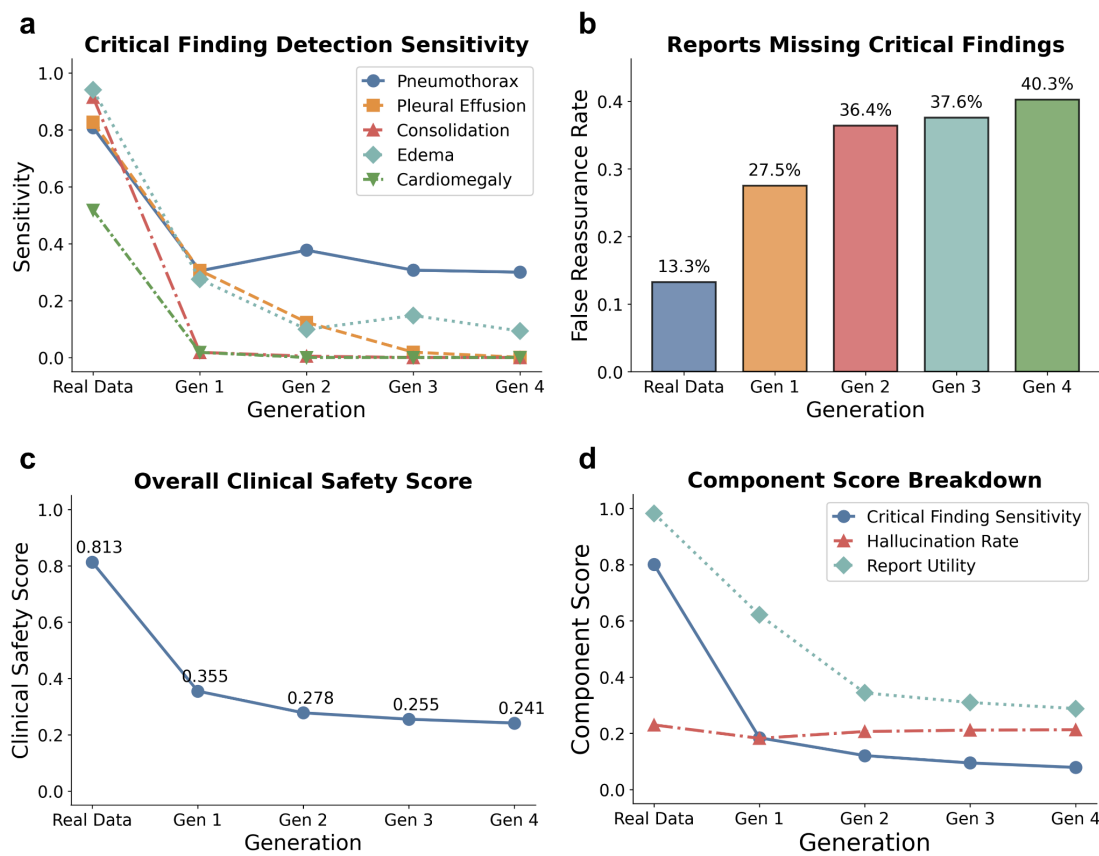 a
Critical Finding Detection Sensitivity
1.0
0.8
0.6
0.4
0.2
0.0
Sensitivity
Pneumothorax
Pleural Effusion
Consolidation
Edema
Cardiomegaly
Real Data Gen 1 Gen 2 Gen 3 Gen 4
Generation
b
Reports Missing Critical Findings
0.4
0.3
0.2
0.1
0.0
False Reassurance Rate
13.3%
27.5%
36.4%
37.6%
40.3%
Real Data Gen 1 Gen 2 Gen 3 Gen 4
Generation
c
Overall Clinical Safety Score
1.0
0.8
0.6
0.4
0.2
0.0
Clinical Safety Score
0.813
0.355
0.278
0.255
0.241
Real Data Gen 1 Gen 2 Gen 3 Gen 4
Generation
d
Component Score Breakdown
1.0
0.8
0.6
0.4
0.2
0.0
Component Score
Critical Finding Sensitivity
Hallucination Rate
Report Utility
Real Data Gen 1 Gen 2 Gen 3 Gen 4
Generation